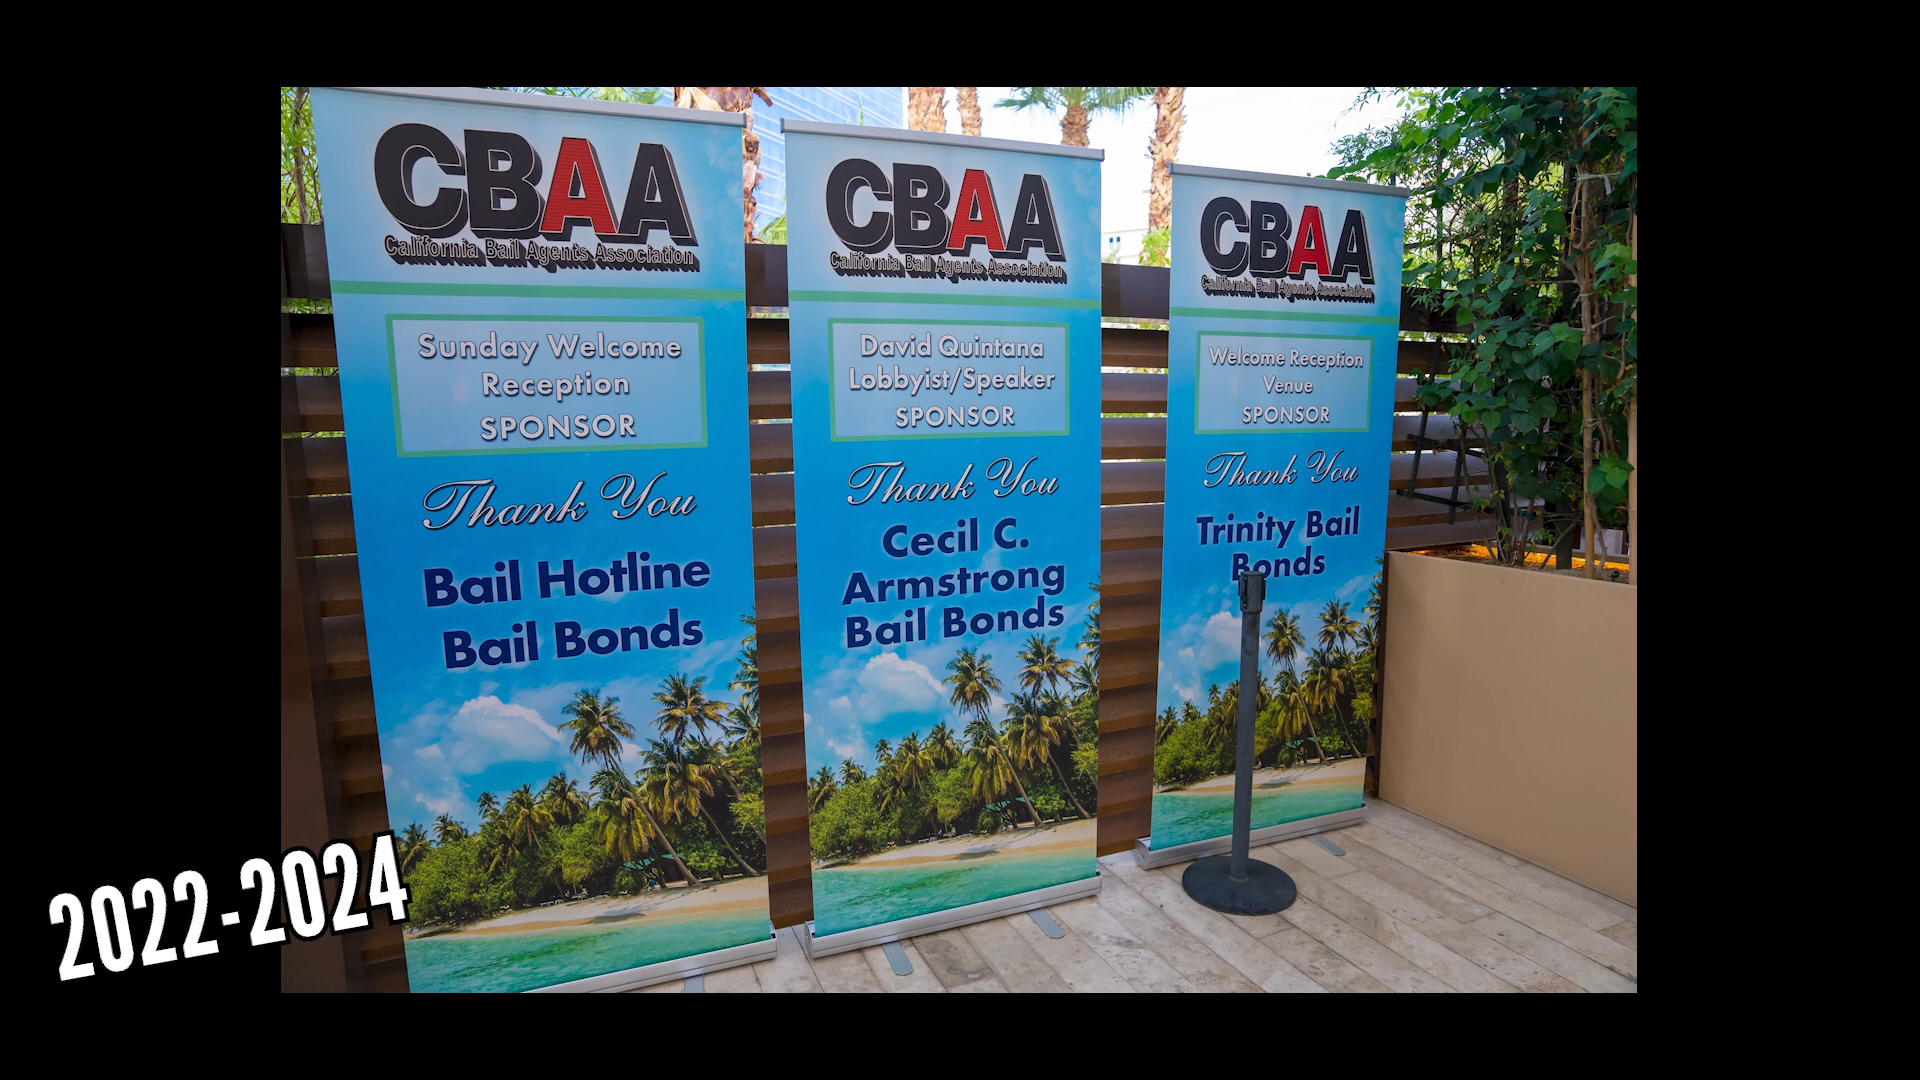 CBAA
California Bail Agents Association
Sunday Welcome
Reception
SPONSOR
Thank You
Bail Hotline
Bail Bonds
CBAA
California Bail Agents Association
David Quintana
Lobbyist/Speaker
SPONSOR
Thank You
Cecil C.
Armstrong
Bail Bonds
CBAA
California Bail Agents Association
Welcome Reception
Venue
SPONSOR
Thank You
Trinity Bail
Bonds
2022-2024